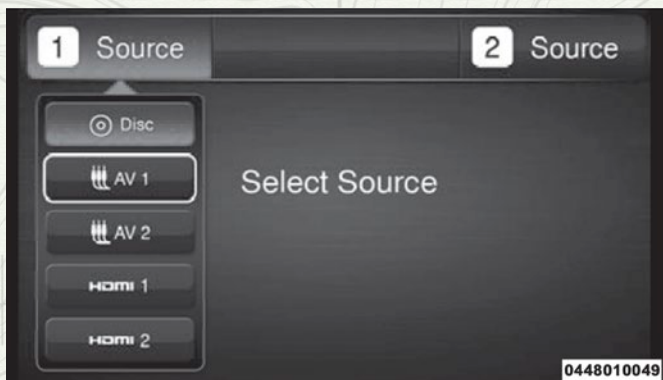 1 Source
2 Source
Disc
AV 1
Select Source
AV 2
HDMI 1
HDMI 2
0448010049